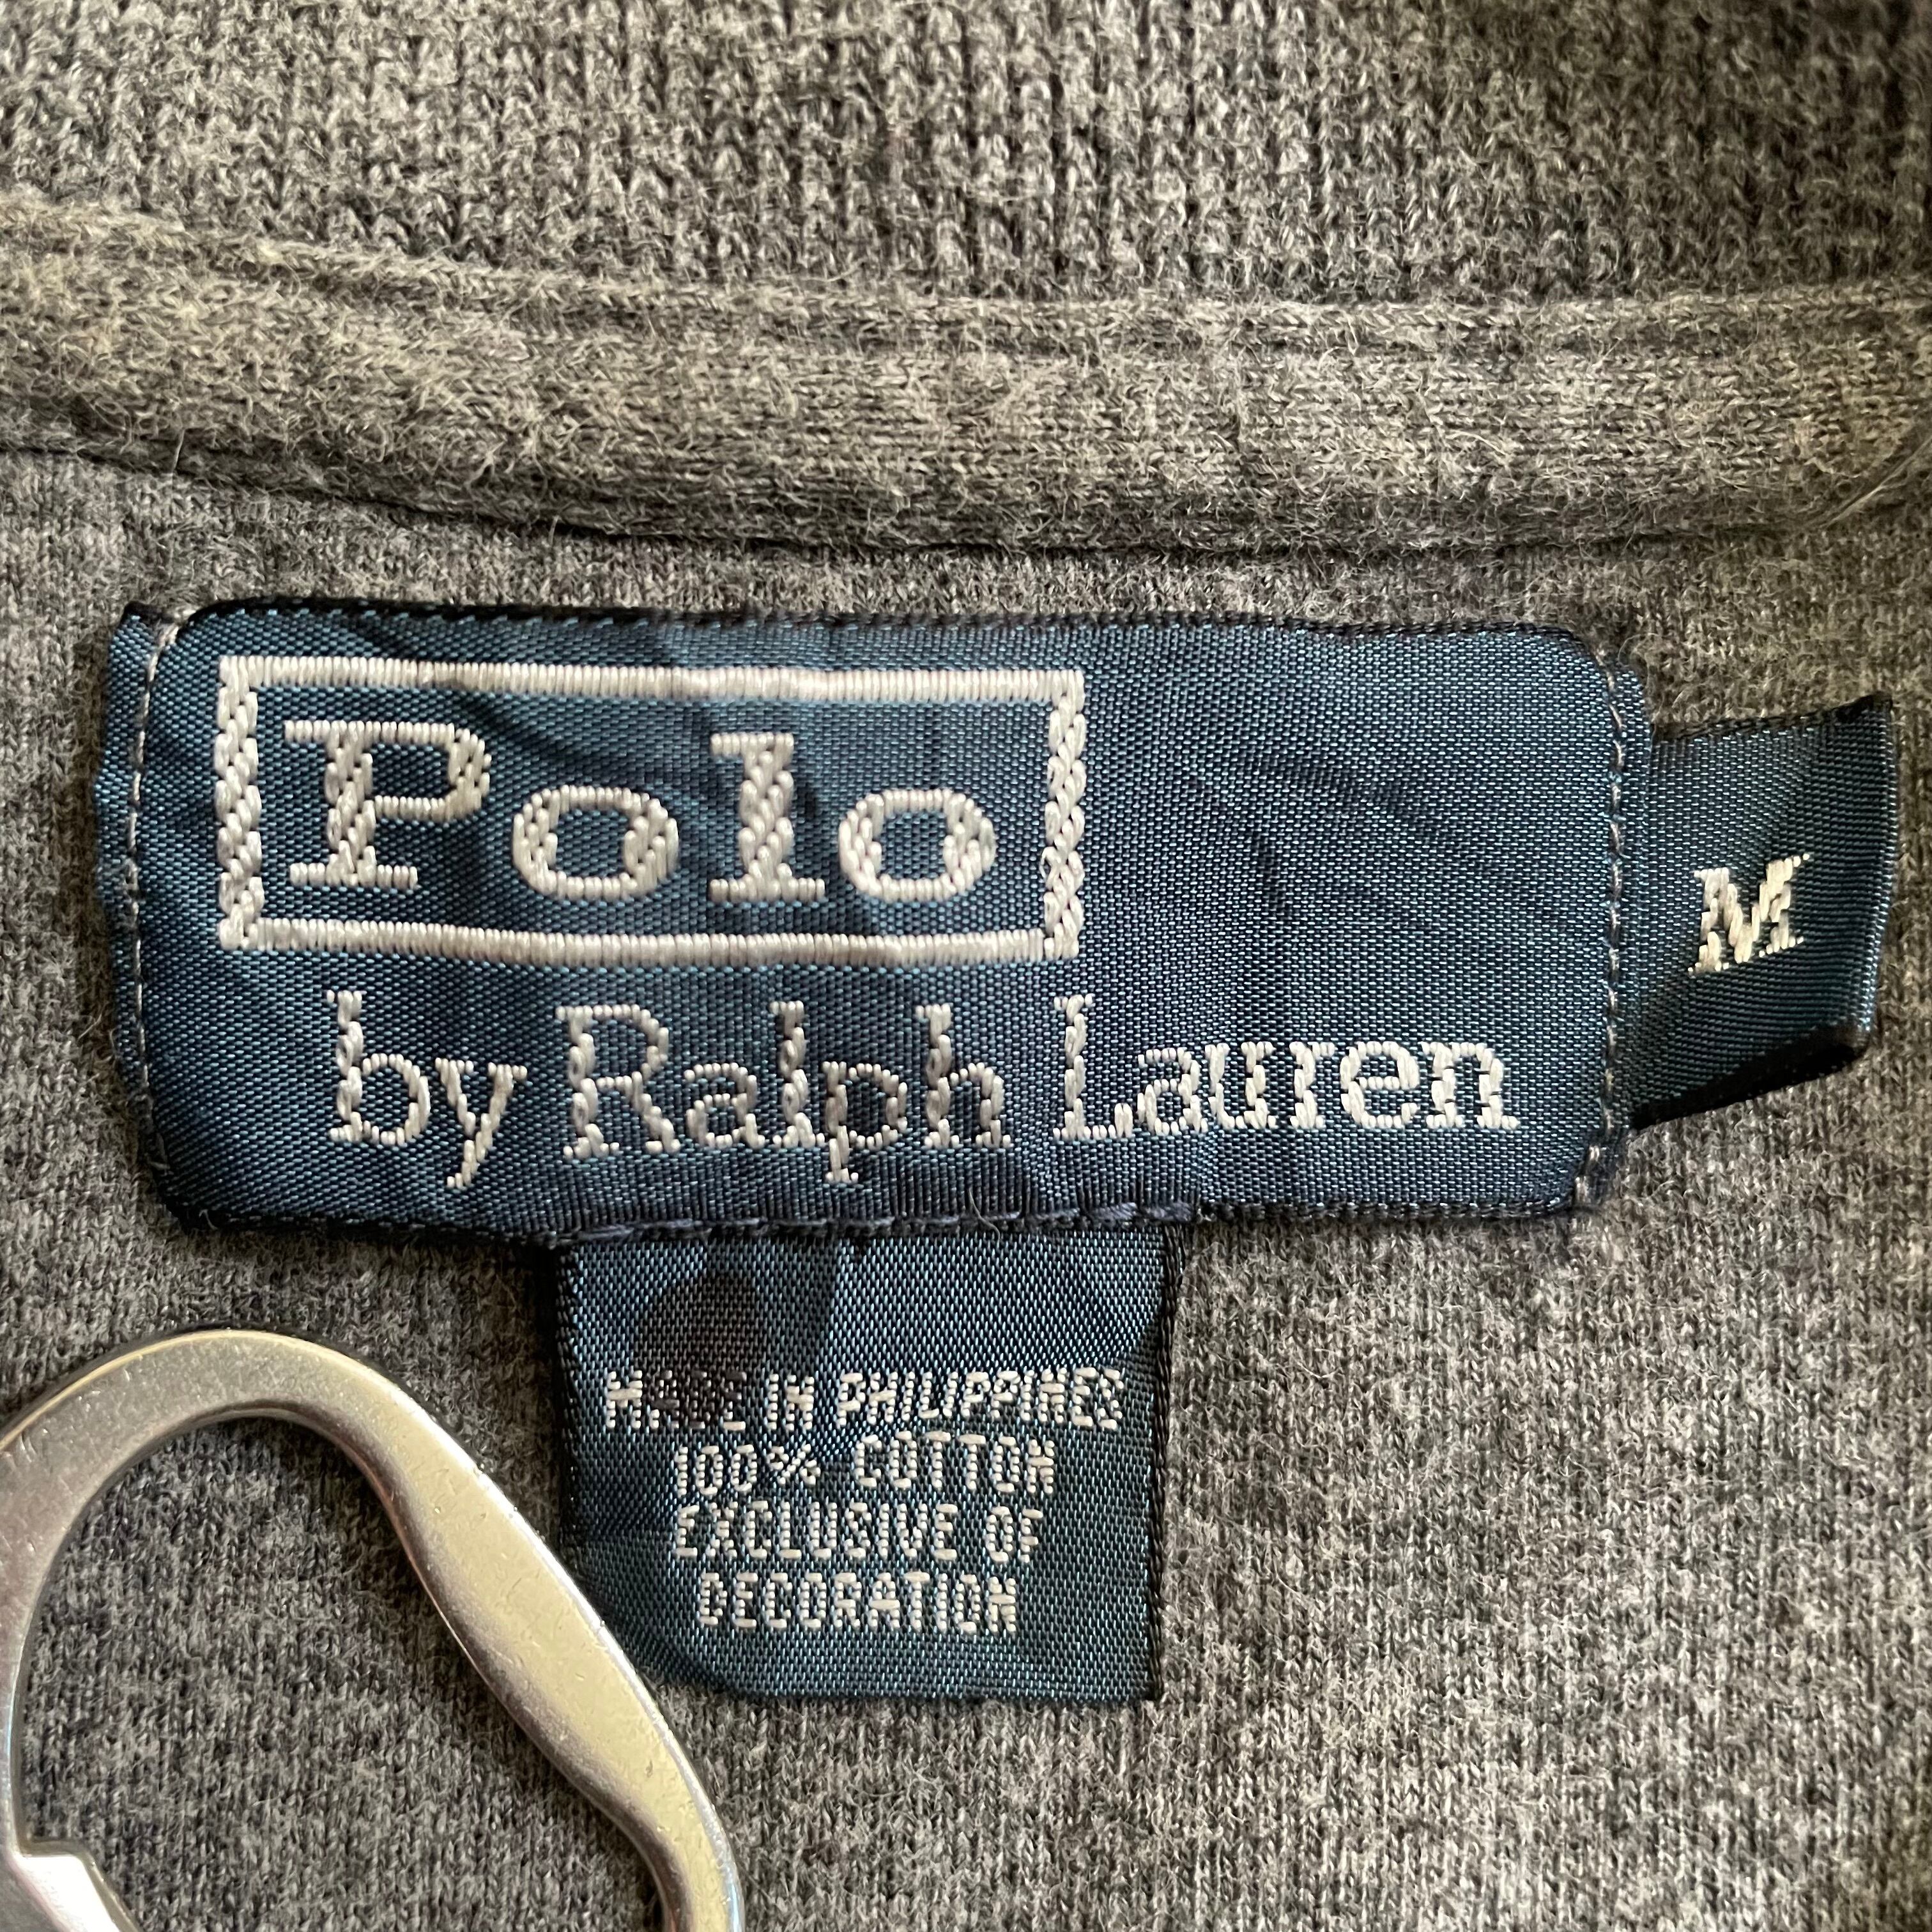 Polo
by Ralph Lauren
M
MADE IN PHILIPPINES
100% COTTON
EXCLUSIVE OF
DECORATION